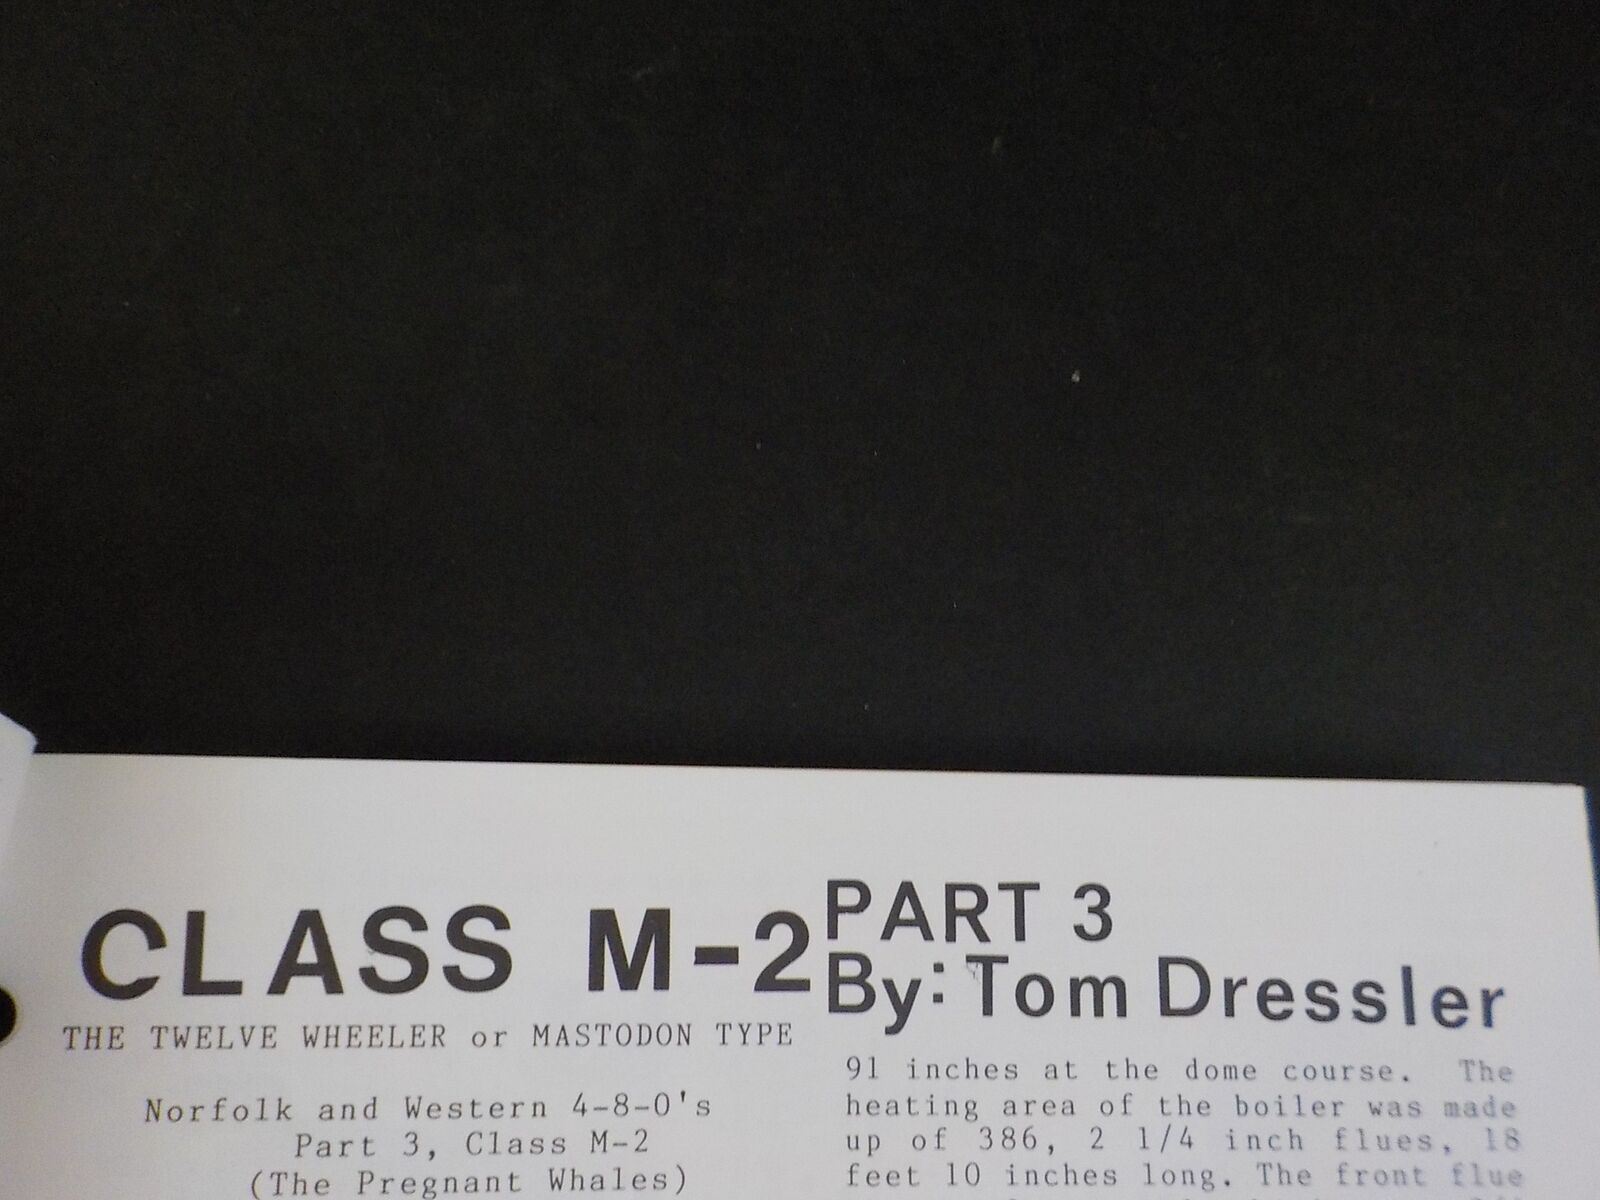 CLASS M-2
PART 3
By: Tom Dressler
THE TWELVE WHEELER or MASTODON TYPE
Norfolk and Western 4-8-0's
Part 3, Class M-2
(The Pregnant Whales)
91 inches at the dome course. The
heating area of the boiler was made
up of 386, 2 1/4 inch flues, 18
feet 10 inches long. The front flue